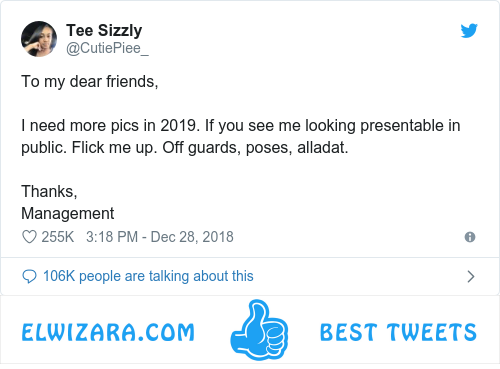 Tee Sizzly
@CutiePiee_
To my dear friends,
I need more pics in 2019. If you see me looking presentable in
public. Flick me up. Off guards, poses, alladat.
Thanks,
Management
255K 3:18 PM - Dec 28, 2018
106K people are talking about this
ELWIZARA.COM BEST TWEETS